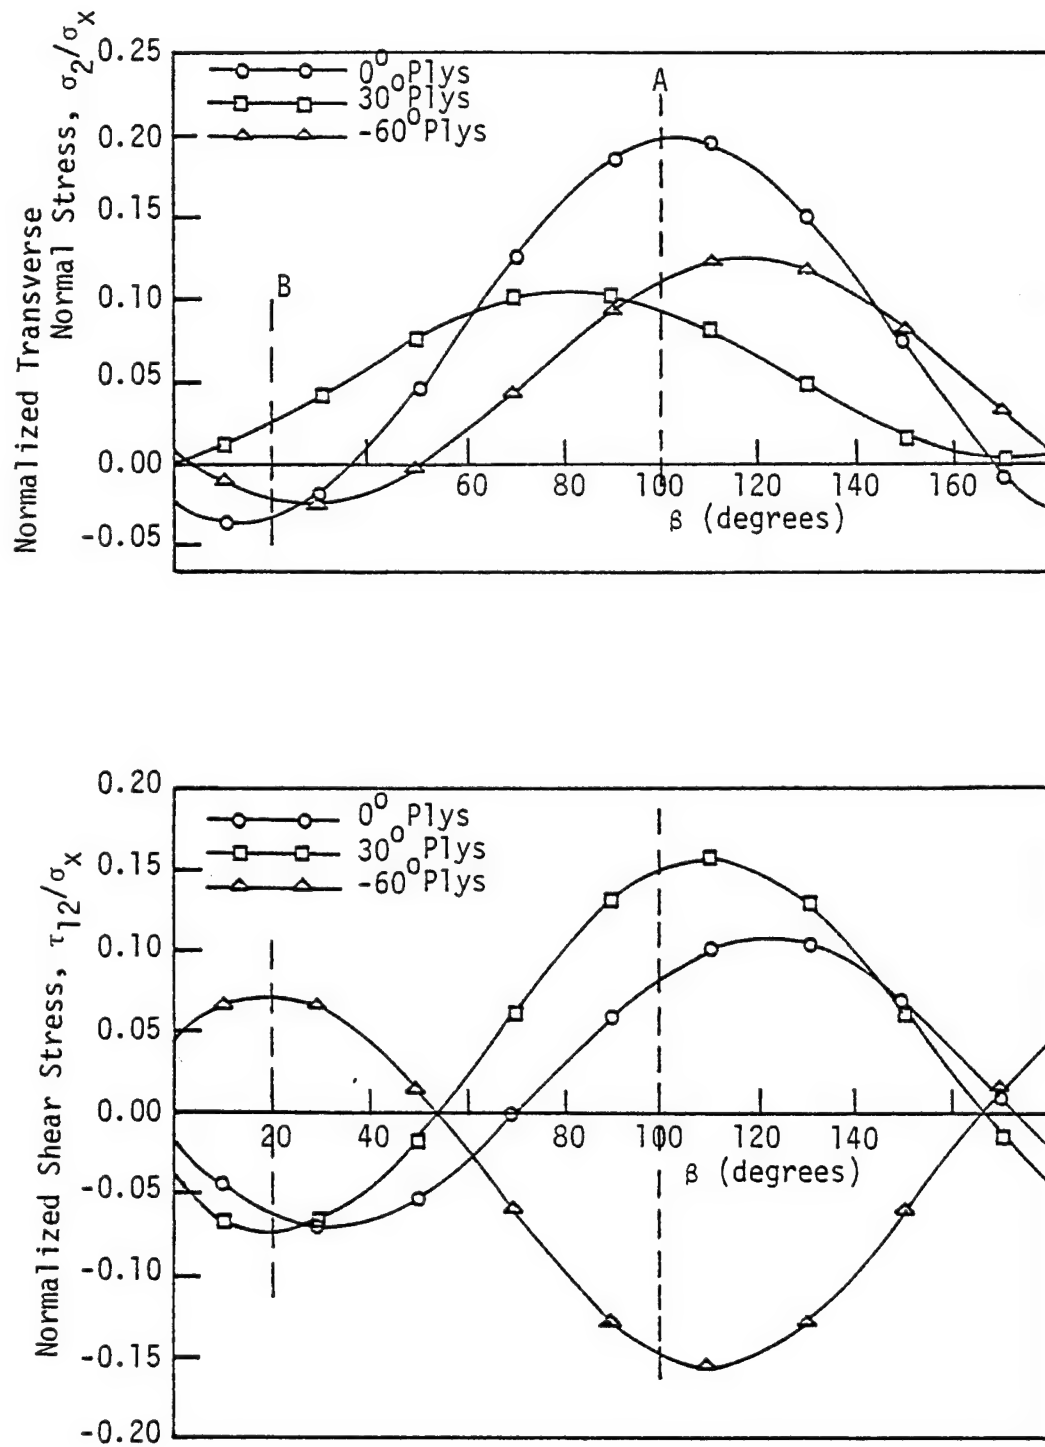 Normalized Transverse
Normal Stress, σ2/σx
0.25
0.20
0.15
0.10
0.05
0.00
-0.05
0° Plys
30° Plys
-60° Plys
A
B
60
80
100
120
140
160
β (degrees)
Normalized Shear Stress, τ12/σx
0.20
0.15
0.10
0.05
0.00
-0.05
-0.10
-0.15
-0.20
0° Plys
30° Plys
-60° Plys
20
40
80
100
120
140
β (degrees)